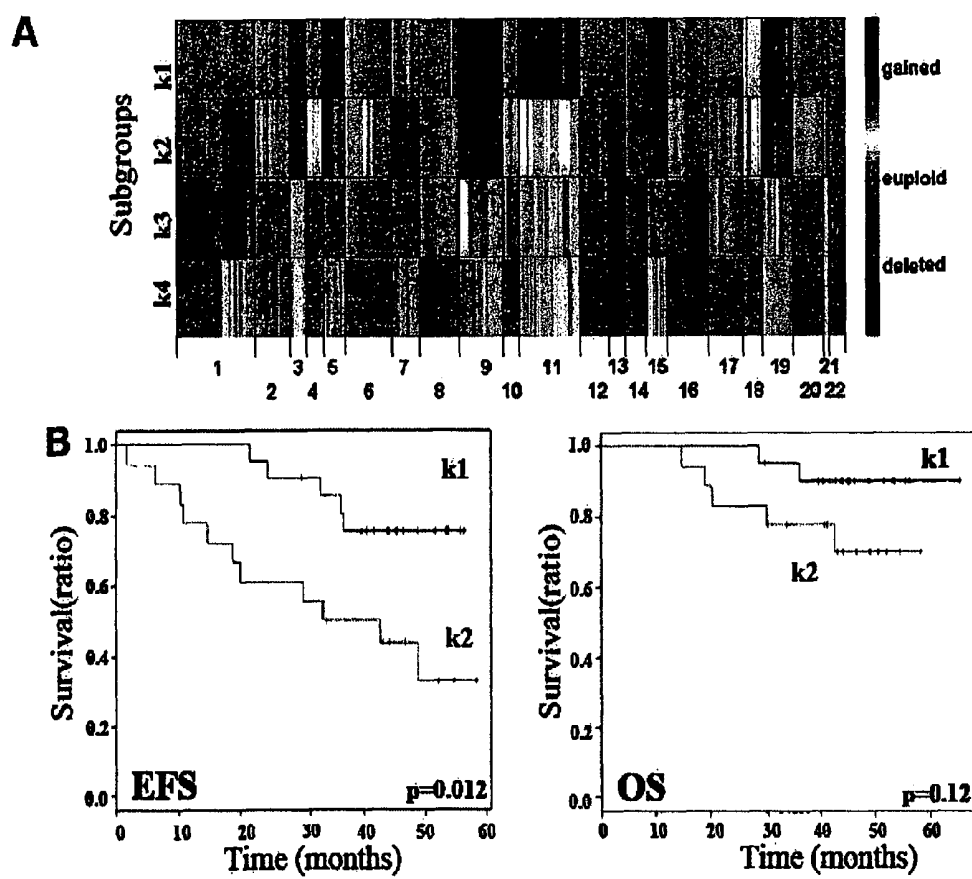 A
Subgroups
k1
k2
k3
k4
gained
euploid
deleted
1 3 5 7 9 11 13 15 17 19 21
2 4 6 8 10 12 14 16 18 20 22
B
Survival(ratio)
1.0
0.8
0.6
0.4
0.2
0.0
k1
k2
EFS
p=0.012
0 10 20 30 40 50 60
Time (months)
Survival(ratio)
1.0
0.8
0.6
0.4
0.2
0.0
k1
k2
OS
p=0.12
0 10 20 30 40 50 60
Time (months)